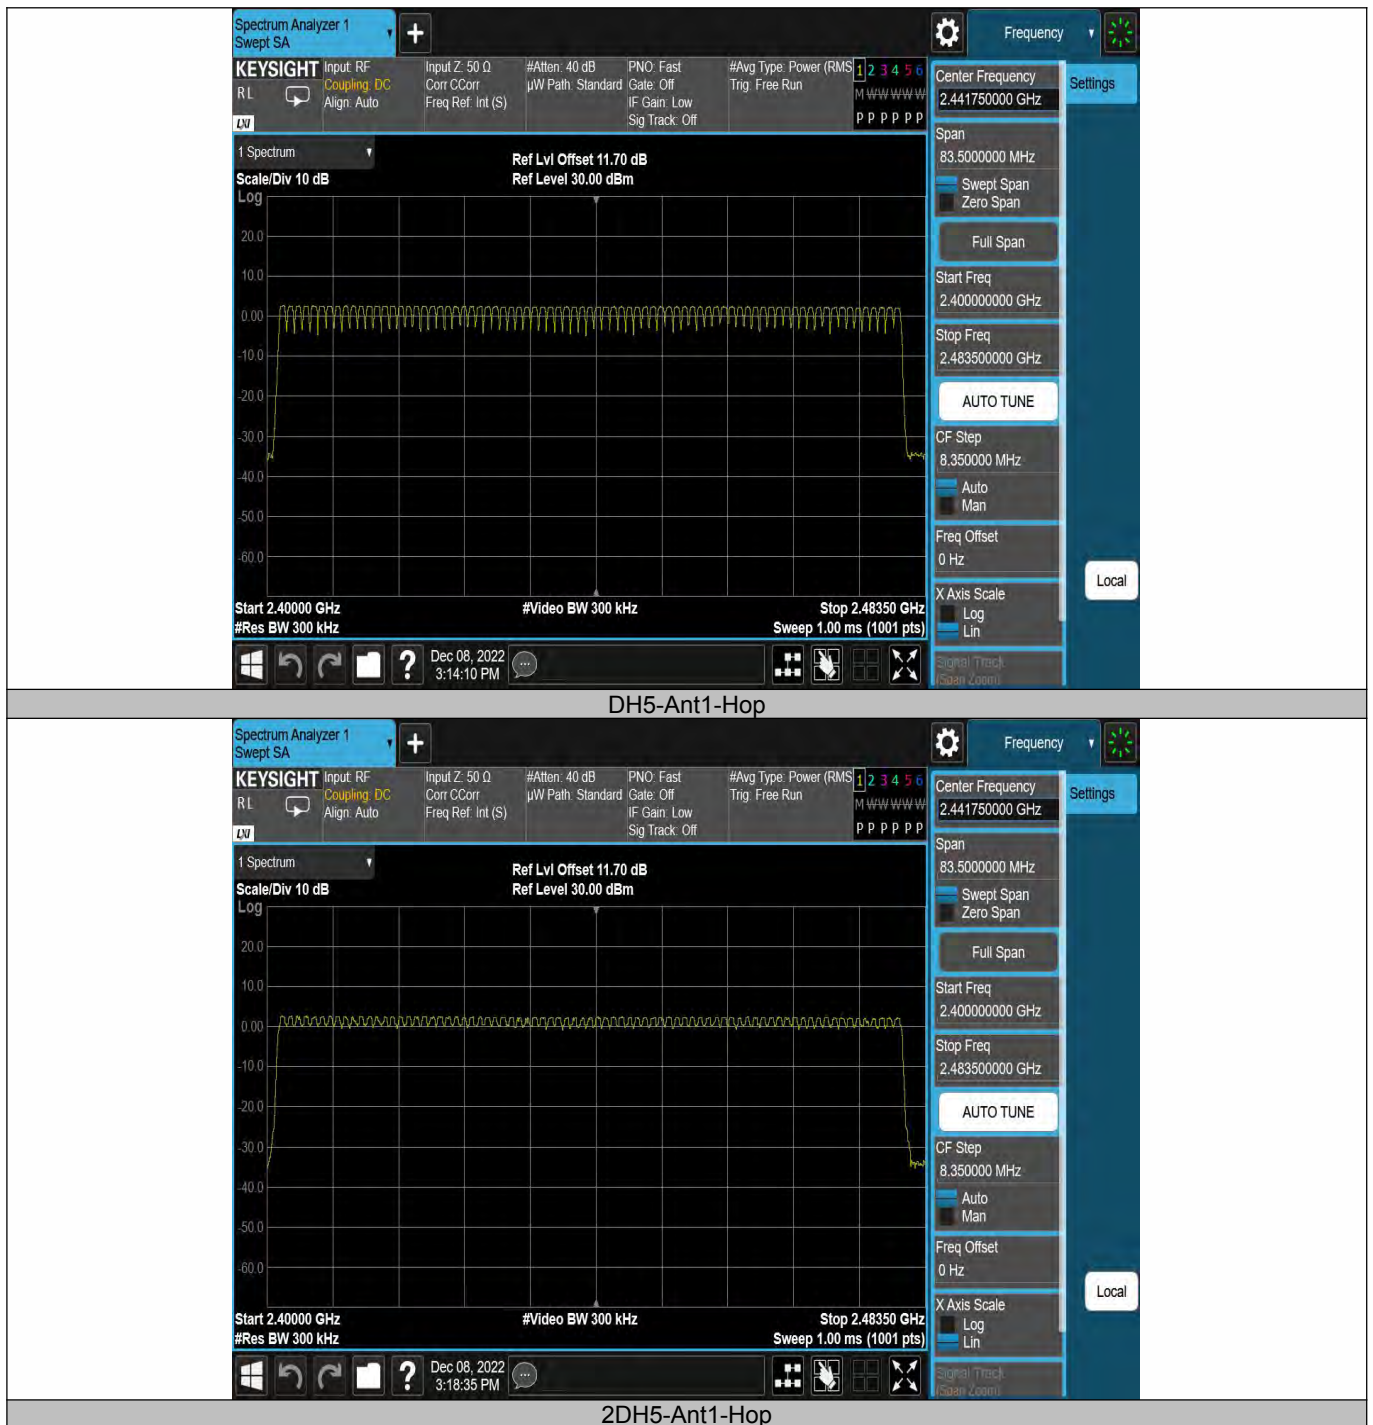 Spectrum Analyzer 1
Swept SA
Frequency
KEYSIGHT
R L
LXI
Input: RF
Coupling: DC
Align: Auto
Input Z: 50 Ω
Corr CCorr
Freq Ref: Int (S)
#Atten: 40 dB
µW Path: Standard
PNO: Fast
Gate: Off
IF Gain: Low
Sig Track: Off
#Avg Type: Power (RMS
Trig: Free Run
1 2 3 4 5 6
M W W W W W
P P P P P P
Center Frequency
2.441750000 GHz
Settings
Span
83.5000000 MHz
Swept Span
Zero Span
Full Span
Start Freq
2.400000000 GHz
Stop Freq
2.483500000 GHz
AUTO TUNE
CF Step
8.350000 MHz
Auto
Man
Freq Offset
0 Hz
X Axis Scale
Log
Lin
Signal Track
(Span Zoom)
Local
1 Spectrum
Scale/Div 10 dB
Log
Ref Lvl Offset 11.70 dB
Ref Level 30.00 dBm
20.0
10.0
0.00
-10.0
-20.0
-30.0
-40.0
-50.0
-60.0
Start 2.40000 GHz
#Res BW 300 kHz
#Video BW 300 kHz
Stop 2.48350 GHz
Sweep 1.00 ms (1001 pts)
?
Dec 08, 2022
3:14:10 PM
DH5-Ant1-Hop
Spectrum Analyzer 1
Swept SA
Frequency
KEYSIGHT
R L
LXI
Input: RF
Coupling: DC
Align: Auto
Input Z: 50 Ω
Corr CCorr
Freq Ref: Int (S)
#Atten: 40 dB
µW Path: Standard
PNO: Fast
Gate: Off
IF Gain: Low
Sig Track: Off
#Avg Type: Power (RMS
Trig: Free Run
1 2 3 4 5 6
M W W W W W
P P P P P P
Center Frequency
2.441750000 GHz
Settings
Span
83.5000000 MHz
Swept Span
Zero Span
Full Span
Start Freq
2.400000000 GHz
Stop Freq
2.483500000 GHz
AUTO TUNE
CF Step
8.350000 MHz
Auto
Man
Freq Offset
0 Hz
X Axis Scale
Log
Lin
Signal Track
(Span Zoom)
Local
1 Spectrum
Scale/Div 10 dB
Log
Ref Lvl Offset 11.70 dB
Ref Level 30.00 dBm
20.0
10.0
0.00
-10.0
-20.0
-30.0
-40.0
-50.0
-60.0
Start 2.40000 GHz
#Res BW 300 kHz
#Video BW 300 kHz
Stop 2.48350 GHz
Sweep 1.00 ms (1001 pts)
?
Dec 08, 2022
3:18:35 PM
2DH5-Ant1-Hop